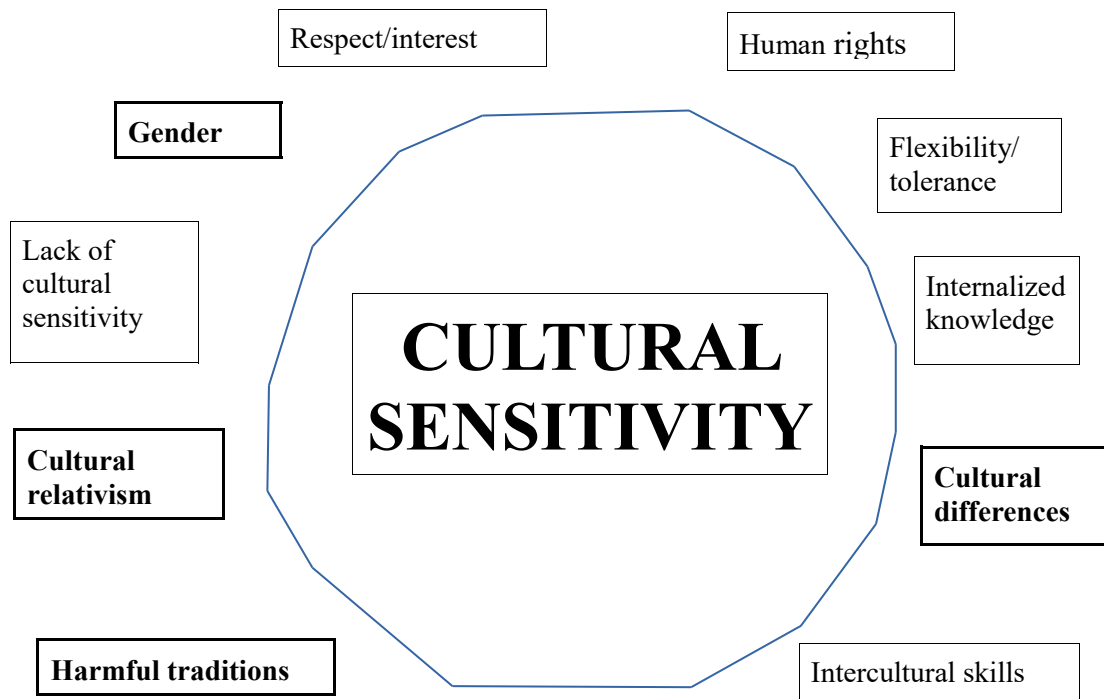 Respect/interest
Human rights
Gender
Flexibility/
tolerance
Lack of
cultural
sensitivity
Internalized
knowledge
CULTURAL
SENSITIVITY
Cultural
relativism
Cultural
differences
Harmful traditions
Intercultural skills